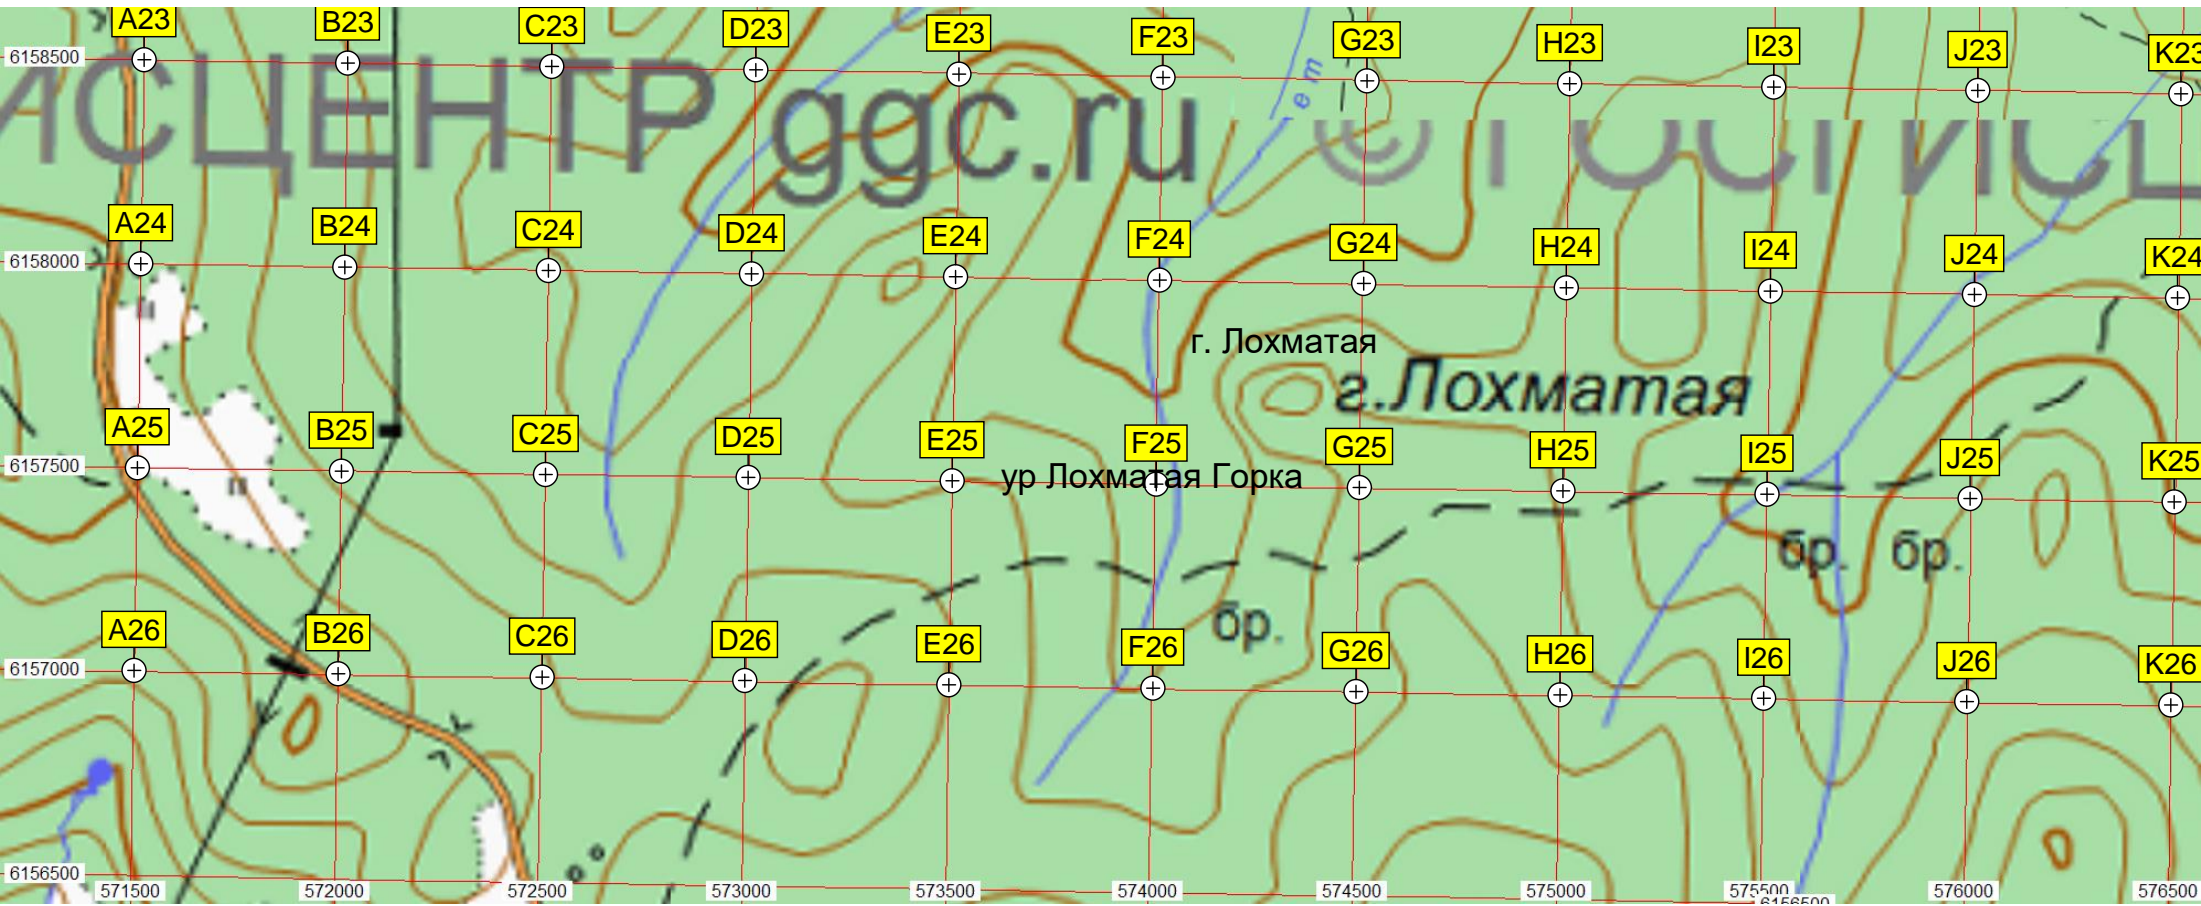 A23 B23 C23 D23 E23 F23 G23 H23 I23 J23 K23
6158500
ИСЦЕНТР ggc.ru © ГОСГИСЦ
ет
A24 B24 C24 D24 E24 F24 G24 H24 I24 J24 K24
6158000
г. Лохматая
г.Лохматая
A25 B25 C25 D25 E25 F25 G25 H25 I25 J25 K25
6157500
ур Лохматая Горка
бр. бр.
бр.
A26 B26 C26 D26 E26 F26 G26 H26 I26 J26 K26
6157000
6156500
571500 572000 572500 573000 573500 574000 574500 575000 575500 576000 576500
6156500